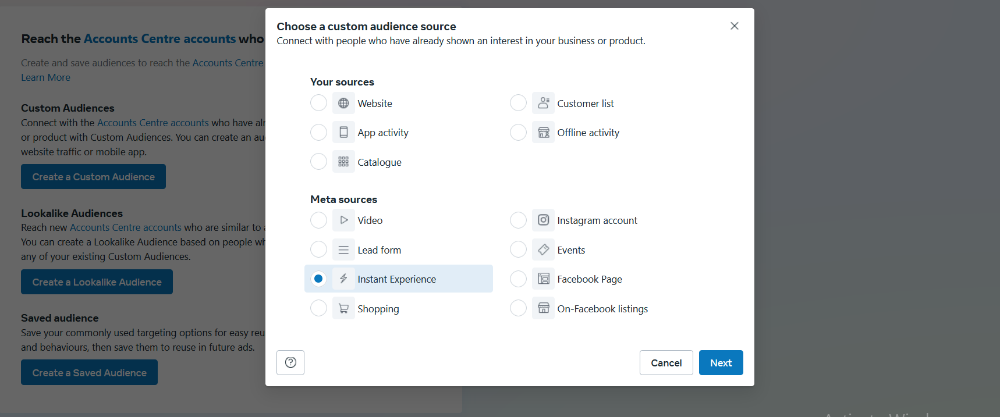 Reach the Accounts Centre accounts who
Create and save audiences to reach the Accounts Centre
Learn More
Custom Audiences
Connect with the Accounts Centre accounts who have alr
or product with Custom Audiences. You can create an au
website traffic or mobile app.
Create a Custom Audience
Lookalike Audiences
Reach new Accounts Centre accounts who are similar to a
You can create a Lookalike Audience based on people wh
any of your existing Custom Audiences.
Create a Lookalike Audience
Saved audience
Save your commonly used targeting options for easy reu
and behaviours, then save them to reuse in future ads.
Create a Saved Audience
Choose a custom audience source
Connect with people who have already shown an interest in your business or product.
Your sources
Website
Customer list
App activity
Offline activity
Catalogue
Meta sources
Video
Instagram account
Lead form
Events
Instant Experience
Facebook Page
Shopping
On-Facebook listings
Cancel
Next